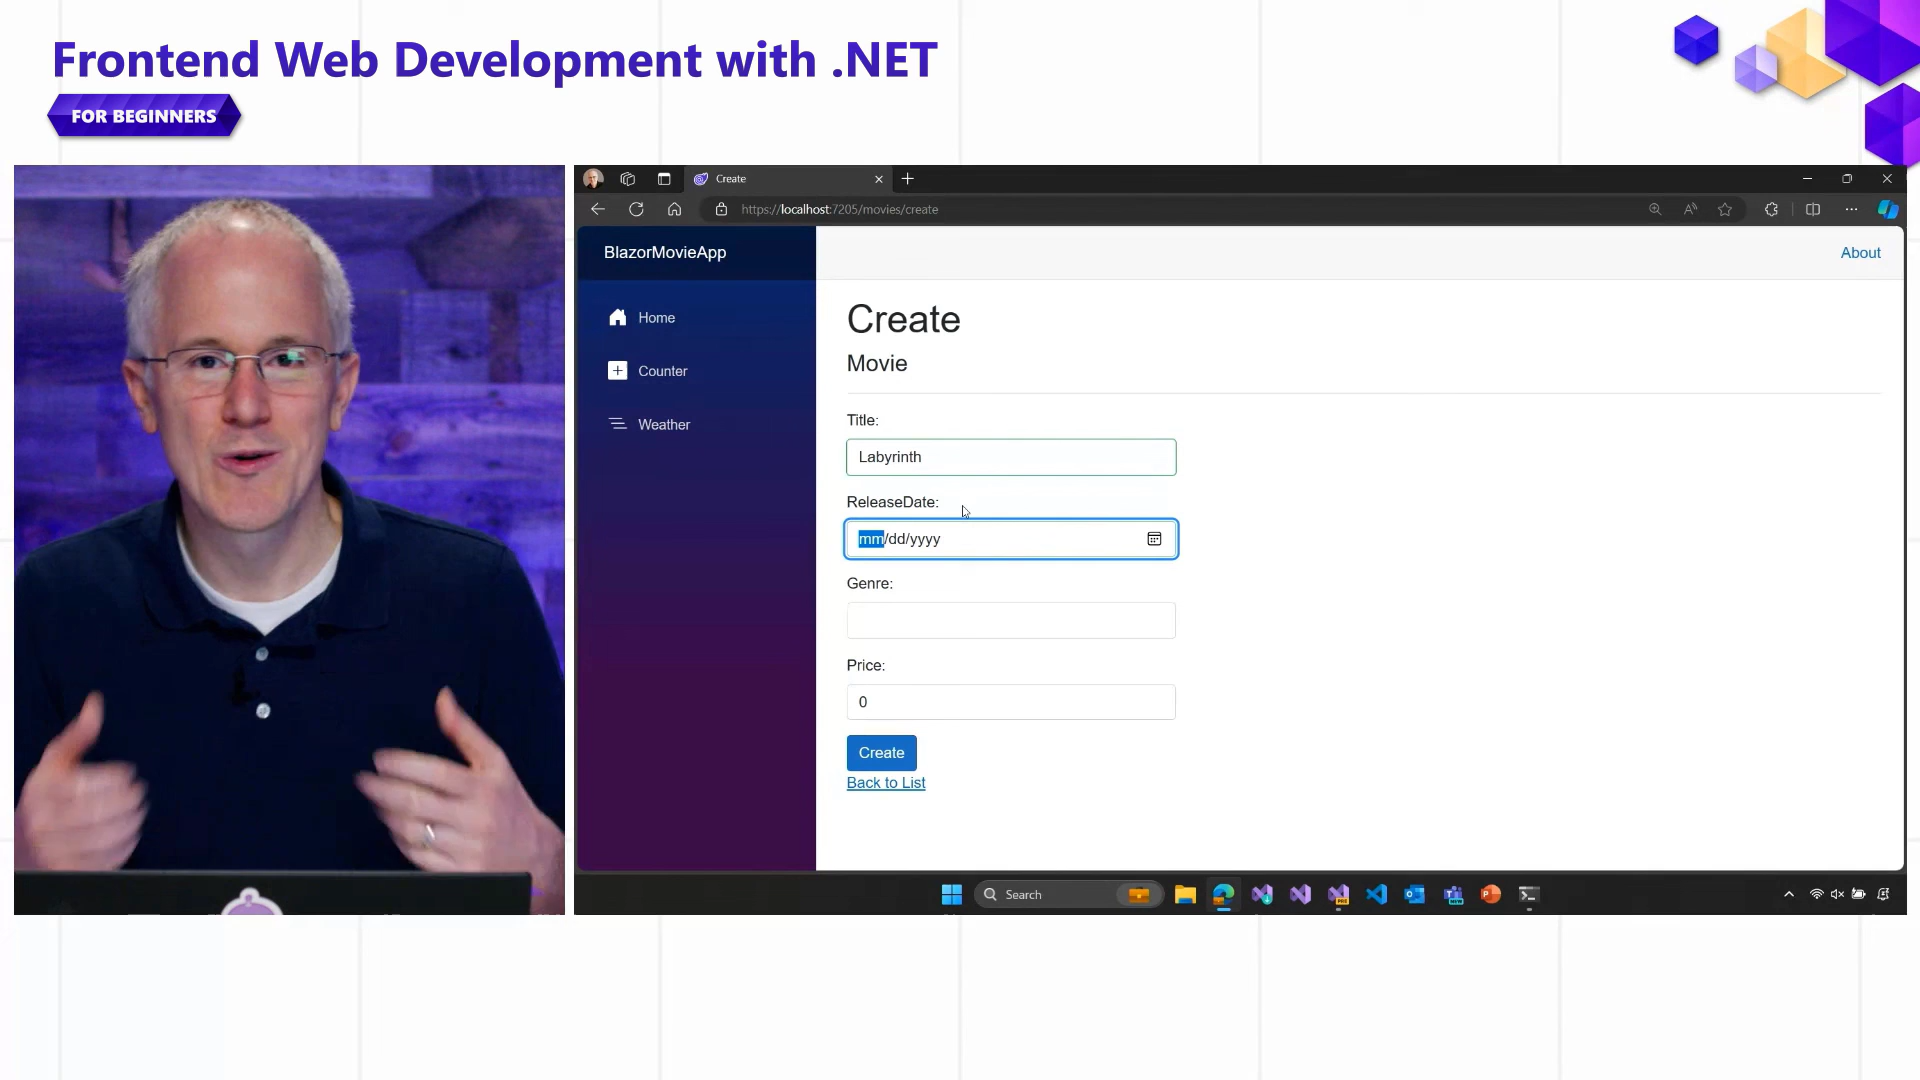 Frontend Web Development with .NET
FOR BEGINNERS
Create
https://localhost:7205/movies/create
BlazorMovieApp
About
Home
Counter
Weather
Create
Movie
Title:
Labyrinth
ReleaseDate:
mm/dd/yyyy
Genre:
Price:
0
Create
Back to List
Search